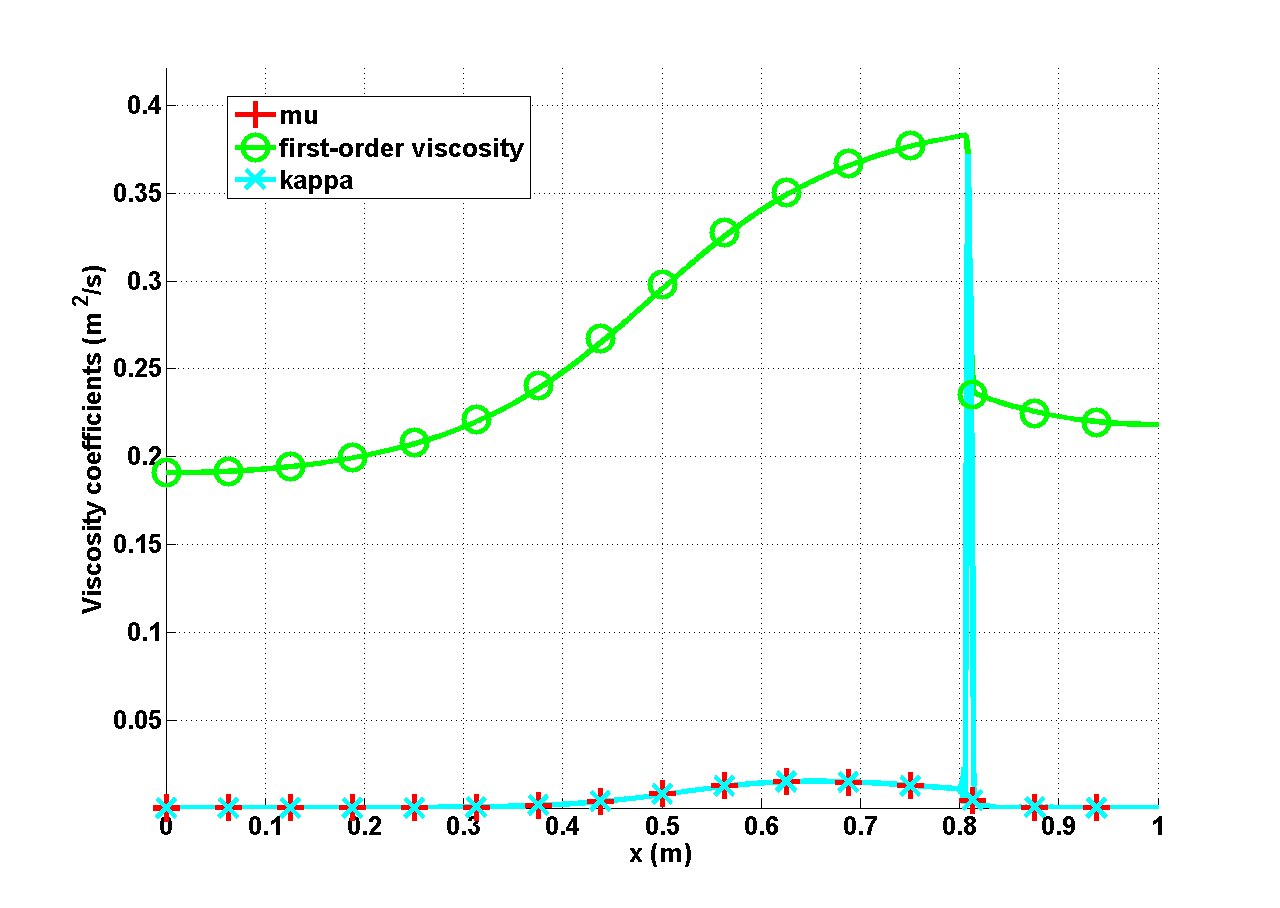 mu
first-order viscosity
kappa
Viscosity coefficients (m²/s)
0.4
0.35
0.3
0.25
0.2
0.15
0.1
0.05
0 0.1 0.2 0.3 0.4 0.5 0.6 0.7 0.8 0.9 1
x (m)